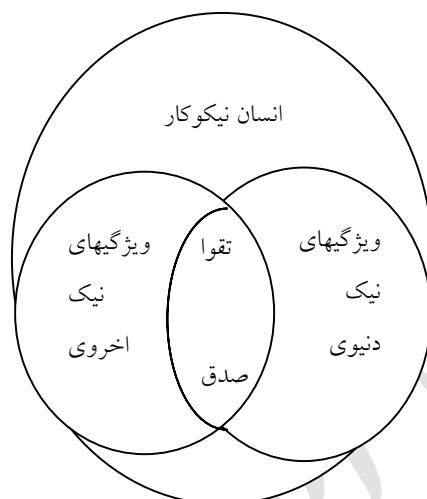 انسان نیکوکار
ویژگیهای
نیک
دنیوی
تقوا
صدق
ویژگیهای
نیک
اخروی